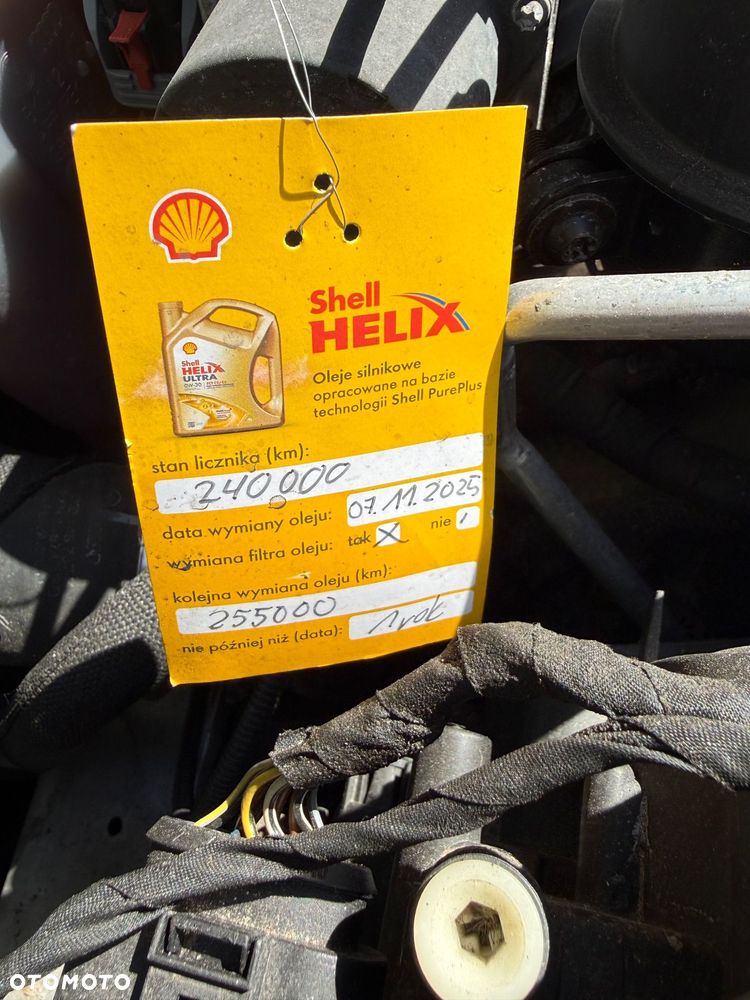 Shell
HELIX
Shell
HELIX
ULTRA
0W-30
Oleje silnikowe
opracowane na bazie
technologii Shell PurePlus
stan licznika (km):
240000
data wymiany oleju: 07.11.2025
wymiana filtra oleju: tak X nie
kolejna wymiana oleju (km):
255000
nie później niż (data): 1 rok
OTOMOTO